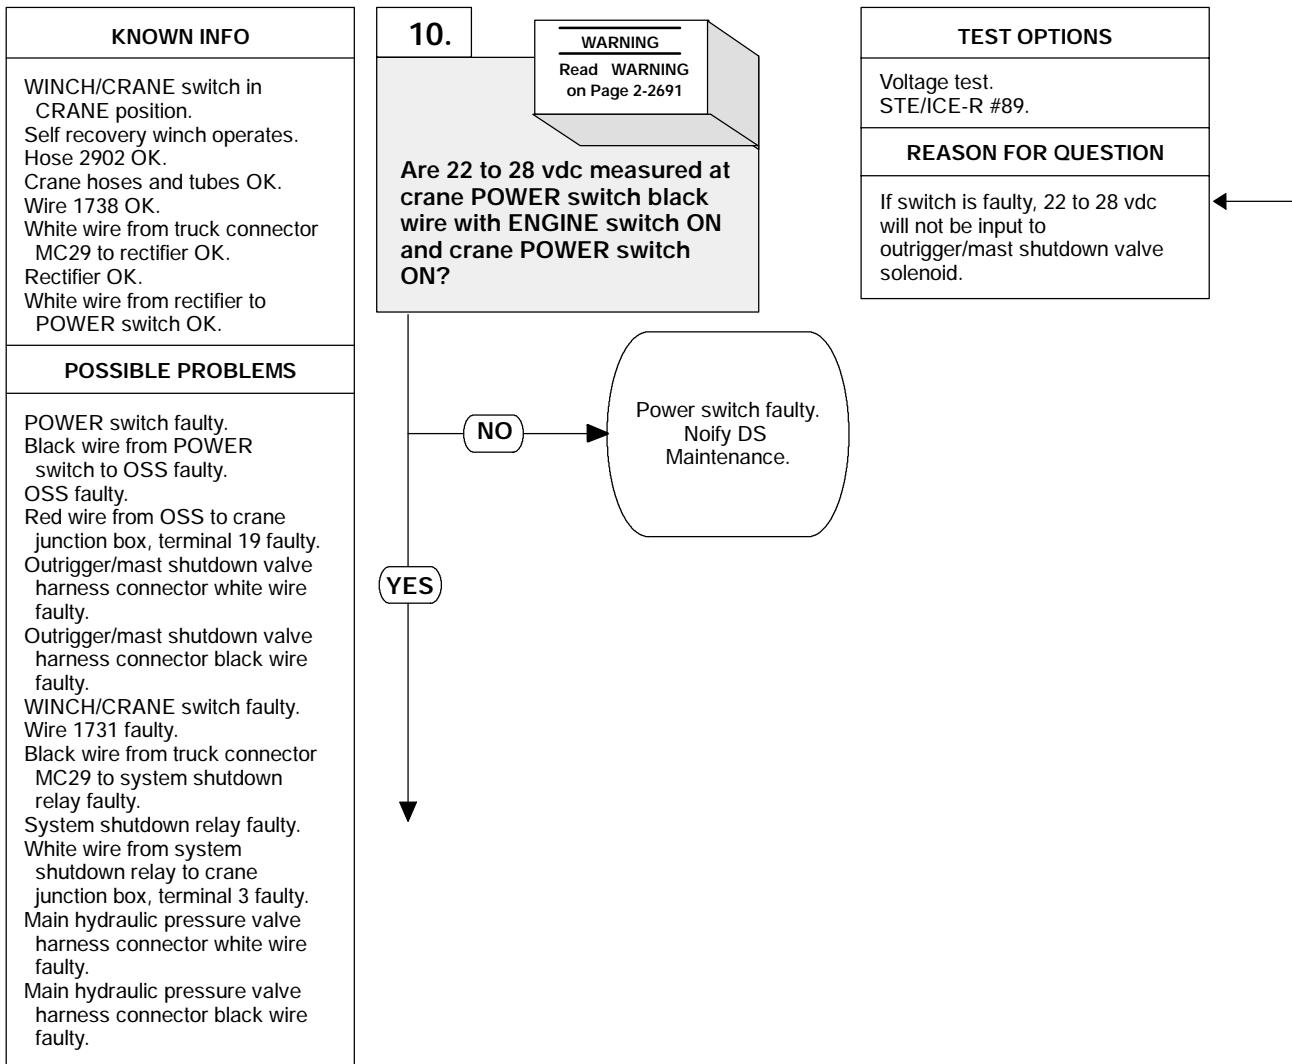 KNOWN INFO
WINCH/CRANE switch in
CRANE position.
Self recovery winch operates.
Hose 2902 OK.
Crane hoses and tubes OK.
Wire 1738 OK.
White wire from truck connector
MC29 to rectifier OK.
Rectifier OK.
White wire from rectifier to
POWER switch OK.
POSSIBLE PROBLEMS
POWER switch faulty.
Black wire from POWER
switch to OSS faulty.
OSS faulty.
Red wire from OSS to crane
junction box, terminal 19 faulty.
Outrigger/mast shutdown valve
harness connector white wire
faulty.
Outrigger/mast shutdown valve
harness connector black wire
faulty.
WINCH/CRANE switch faulty.
Wire 1731 faulty.
Black wire from truck connector
MC29 to system shutdown
relay faulty.
System shutdown relay faulty.
White wire from system
shutdown relay to crane
junction box, terminal 3 faulty.
Main hydraulic pressure valve
harness connector white wire
faulty.
Main hydraulic pressure valve
harness connector black wire
faulty.
10.
WARNING
Read WARNING
on Page 2-2691
Are 22 to 28 vdc measured at
crane POWER switch black
wire with ENGINE switch ON
and crane POWER switch
ON?
NO
Power switch faulty.
Noify DS
Maintenance.
YES
TEST OPTIONS
Voltage test.
STE/ICE-R #89.
REASON FOR QUESTION
If switch is faulty, 22 to 28 vdc
will not be input to
outrigger/mast shutdown valve
solenoid.